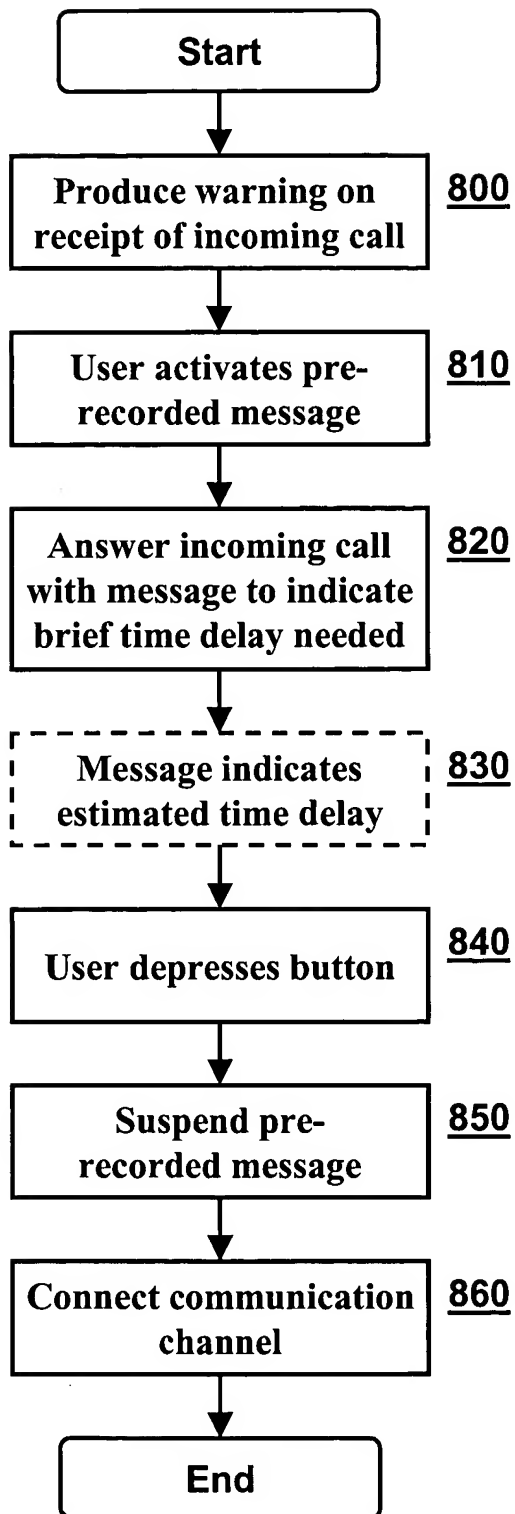 Start
Produce warning on
receipt of incoming call
800
User activates pre-
recorded message
810
Answer incoming call
with message to indicate
brief time delay needed
820
Message indicates
estimated time delay
830
User depresses button
840
Suspend pre-
recorded message
850
Connect communication
channel
860
End